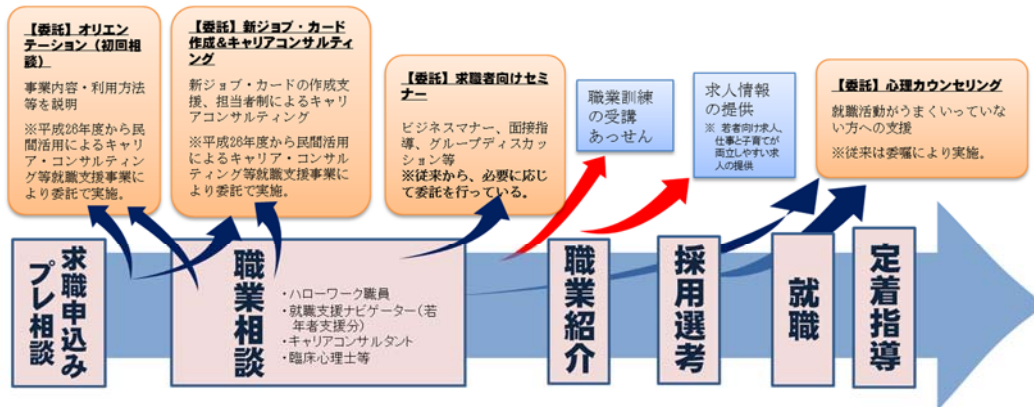 【委託】オリエン
テーション（初回相
談）
事業内容・利用方法
等を説明
※平成26年度から民
間活用によるキャリ
ア・コンサルティン
グ等就職支援事業に
より委託で実施。
【委託】新ジョブ・カード
作成&キャリアコンサルティ
ング
新ジョブ・カードの作成支
援、担当者制によるキャリ
アコンサルティング
※平成26年度から民間活用
によるキャリア・コンサル
ティング等就職支援事業に
より委託で実施。
【委託】求職者向けセミ
ナー
ビジネスマナー、面接指
導、グループディスカッ
ション等
※従来から、必要に応じ
て委託を行っている。
職業訓練
の受講
あっせん
求人情報
の提供
※ 若者向け求人、
仕事と子育てが
両立しやすい求
人の提供
【委託】心理カウンセリング
就職活動がうまくいっていな
い方への支援
※従来は委嘱により実施。
求職申込み
プレ相談
職業相談
・ハローワーク職員
・就職支援ナビゲーター（若
年者支援分）
・キャリアコンサルタント
・臨床心理士等
職業紹介
採用選考
就職
定着指導